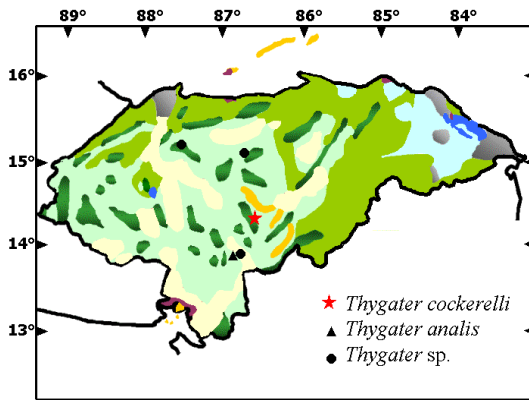 89° 88° 87° 86° 85° 84°
16°
15°
14°
13°
Thygater cockerelli
Thygater analis
Thygater sp.